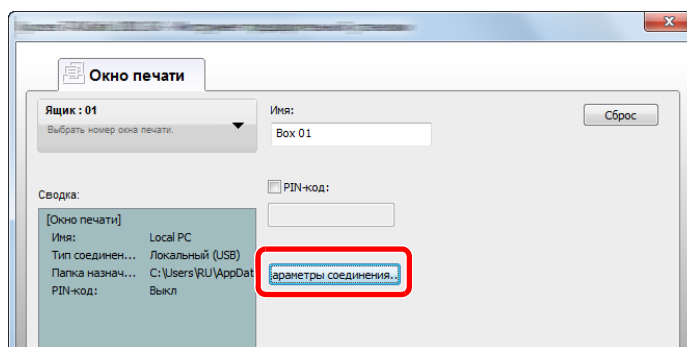 Окно печати
Ящик : 01
Выбрать номер окна печати.
Имя:
Box 01
Сброс
PIN-код:
Сводка:
[Окно печати]
Имя: Local PC
Тип соединен... Локальный (USB)
Папка назнач... C:\Users\RU\AppDat
PIN-код: Выкл
араметры соединения..